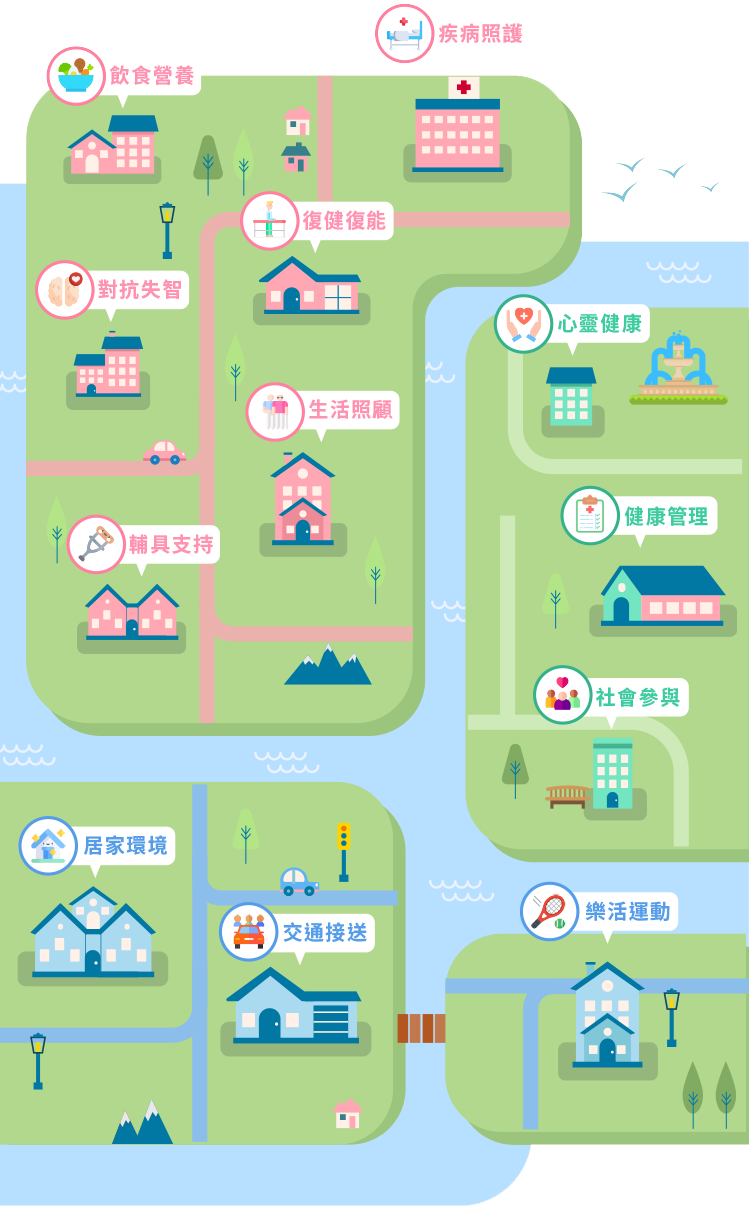 疾病照護
飲食營養
復健復能
對抗失智
心靈健康
生活照顧
健康管理
輔具支持
社會參與
居家環境
樂活運動
交通接送